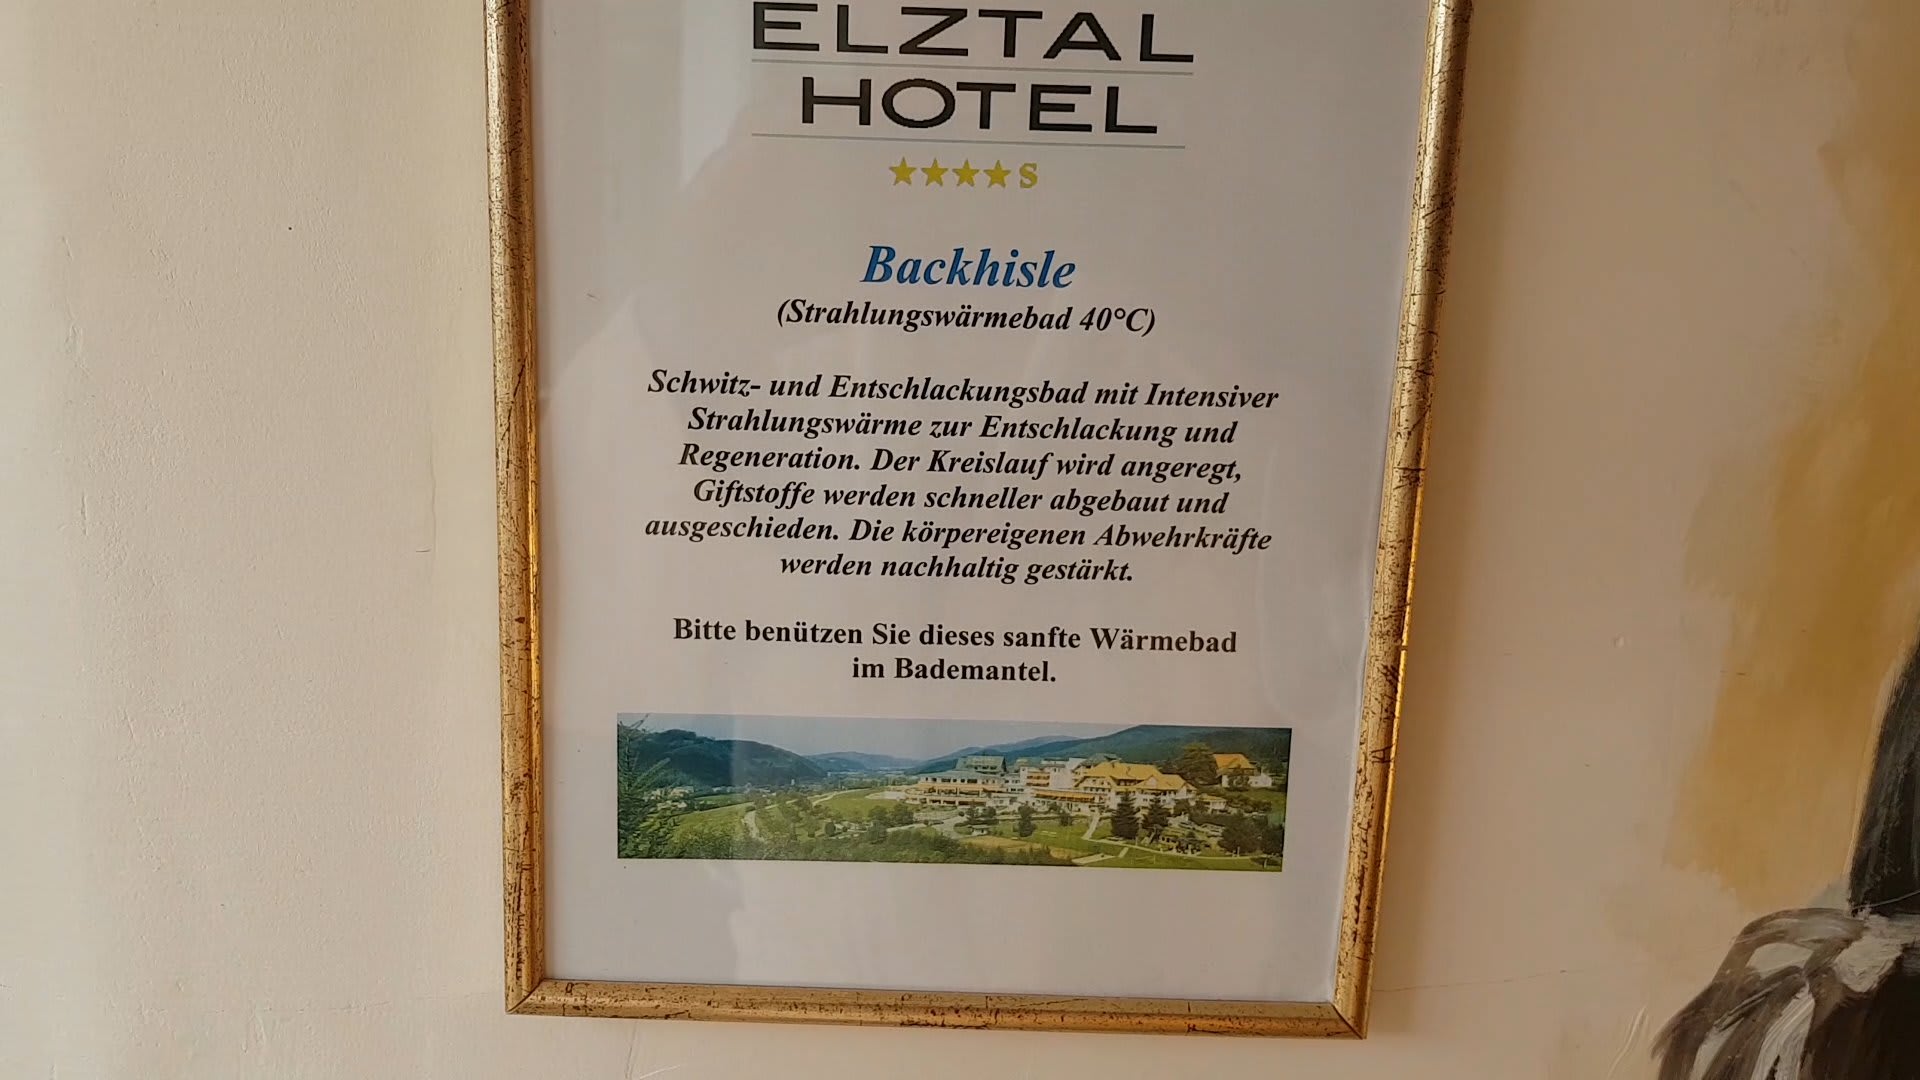 ELZTAL
HOTEL
★★★★S
Backhisle
(Strahlungswärmebad 40°C)
Schwitz- und Entschlackungsbad mit Intensiver
Strahlungswärme zur Entschlackung und
Regeneration. Der Kreislauf wird angeregt,
Giftstoffe werden schneller abgebaut und
ausgeschieden. Die körpereigenen Abwehrkräfte
werden nachhaltig gestärkt.
Bitte benützen Sie dieses sanfte Wärmebad
im Bademantel.